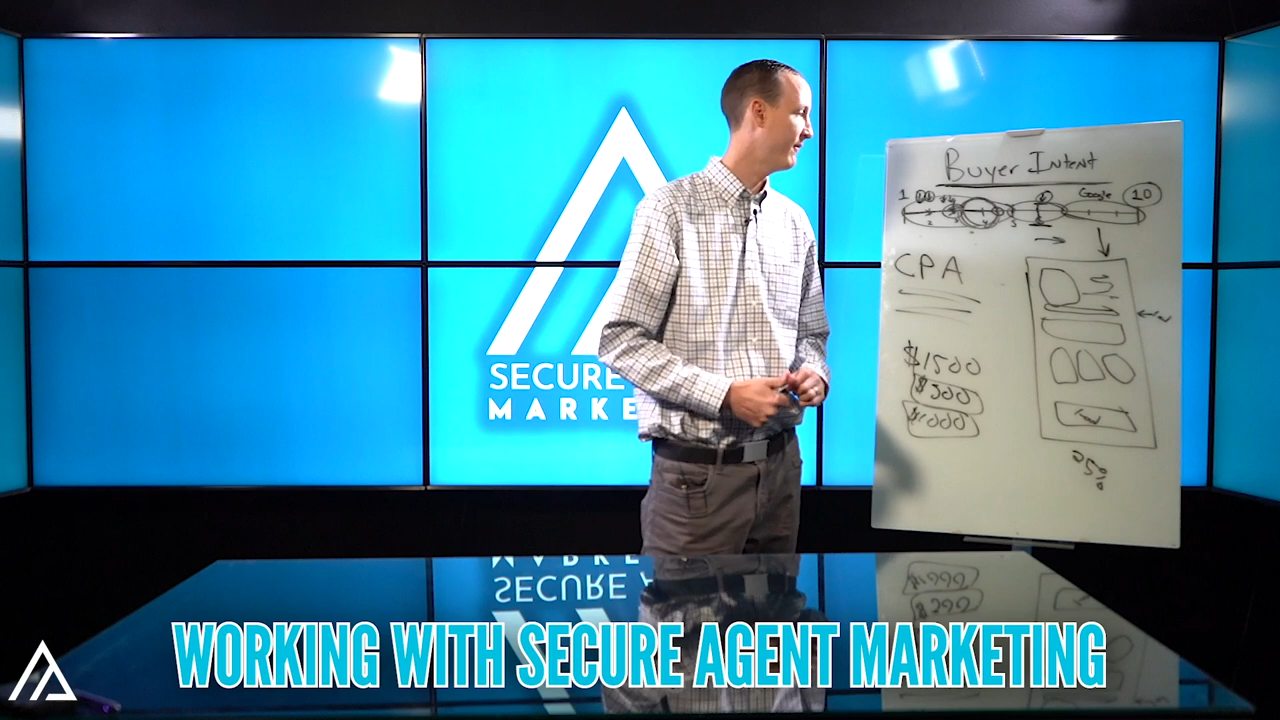 Buyer Intent
1
Google
10
CPA
$1500
$500
$1000
SECURE
MARKE
WORKING WITH SECURE AGENT MARKETING